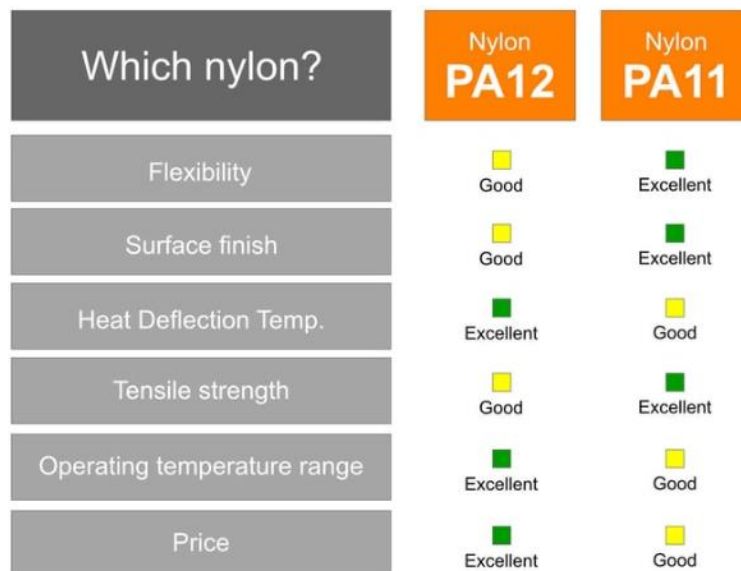 Which nylon?
Nylon
PA12
Nylon
PA11
Flexibility
Good
Excellent
Surface finish
Good
Excellent
Heat Deflection Temp.
Excellent
Good
Tensile strength
Good
Excellent
Operating temperature range
Excellent
Good
Price
Excellent
Good